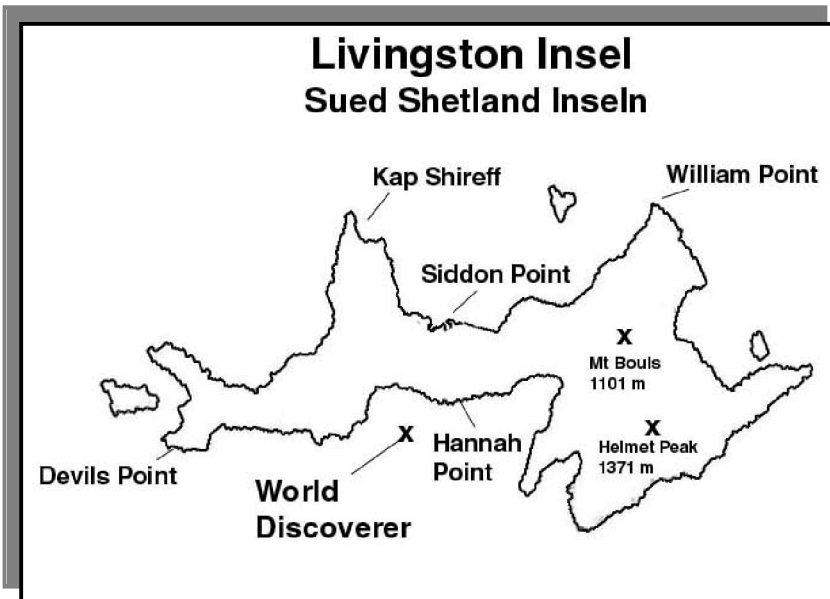 Livingston Insel
Sued Shetland Inseln
Kap Shireff
William Point
Siddon Point
X
Mt Bouls
1101 m
X
Helmet Peak
1371 m
X
Hannah
Point
Devils Point
World
Discoverer